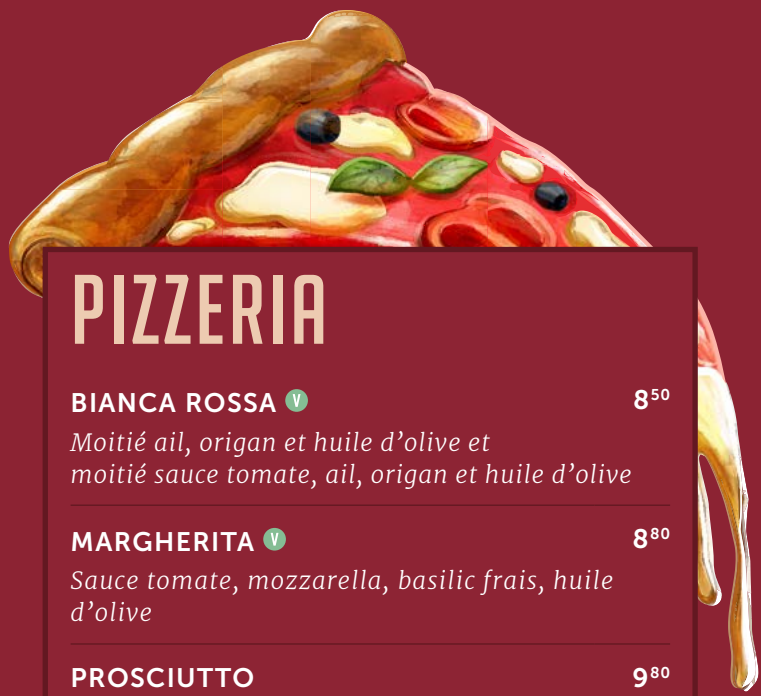 PIZZERIA
BIANCA ROSSA V 8⁵⁰
Moitié ail, origan et huile d’olive et
moitié sauce tomate, ail, origan et huile d’olive
MARGHERITA V 8⁸⁰
Sauce tomate, mozzarella, basilic frais, huile
d’olive
PROSCIUTTO 9⁸⁰